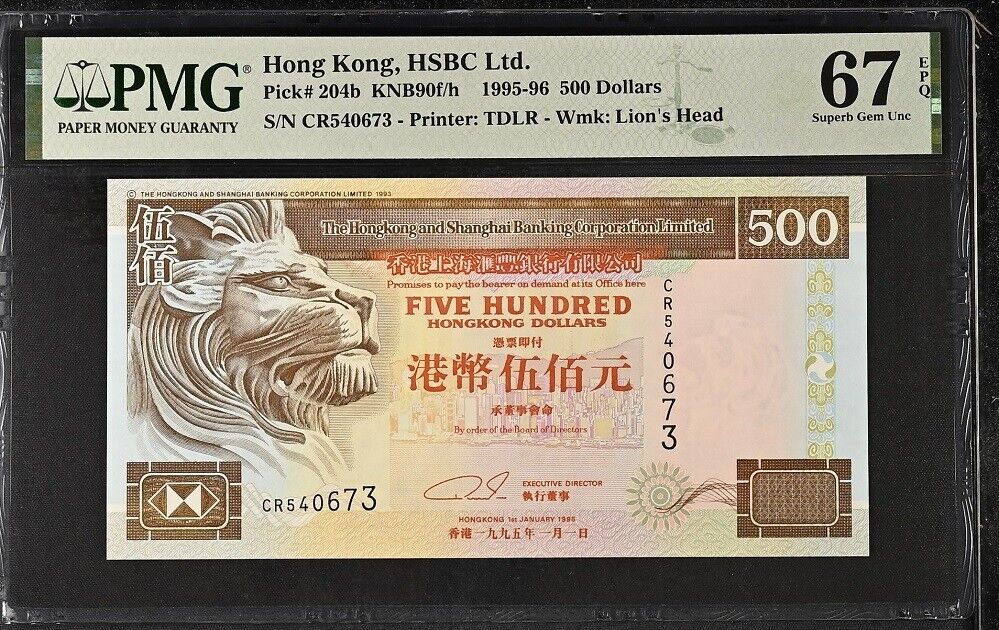 PMG®
PAPER MONEY GUARANTY
Hong Kong, HSBC Ltd.
Pick# 204b KNB90f/h 1995-96 500 Dollars
S/N CR540673 - Printer: TDLR - Wmk: Lion's Head
67 EPQ
Superb Gem Unc
© THE HONGKONG AND SHANGHAI BANKING CORPORATION LIMITED 1993
伍佰
The Hongkong and Shanghai Banking Corporation Limited
500
香港上海滙豐銀行有限公司
Promises to pay the bearer on demand at its Office here
FIVE HUNDRED
HONGKONG DOLLARS
憑票即付
港幣伍佰元
承董事會命
By order of the Board of Directors
CR540673
EXECUTIVE DIRECTOR
執行董事
CR540673
HONGKONG 1st JANUARY 1995
香港一九九五年一月一日